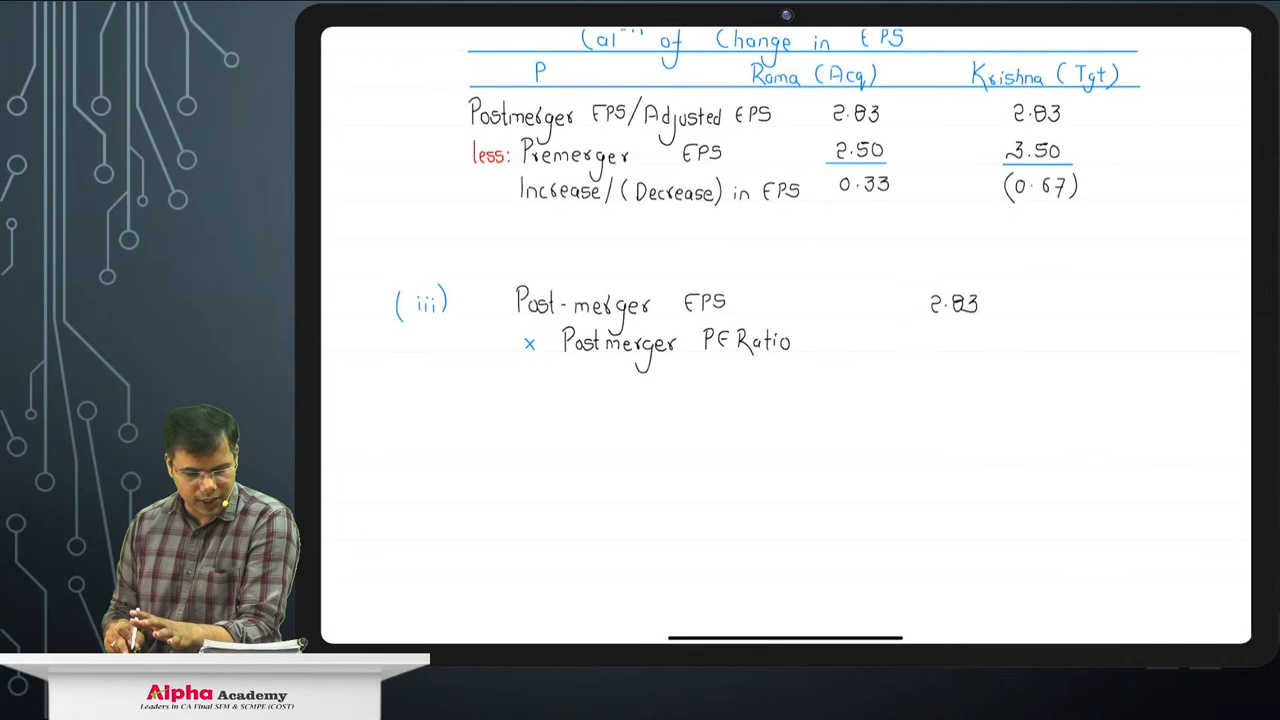 Cal⁻ⁿ of Change in EPS
P Rama (Acq) Krishna (Tgt)
Postmerger EPS/Adjusted EPS 2.83 2.83
less: Premerger EPS 2.50 3.50
Increase/(Decrease) in EPS 0.33 (0.67)
(iii) Post-merger EPS 2.83
x Postmerger PE Ratio
Alpha Academy
Leaders in CA Final SFM & SCMPE (COST)